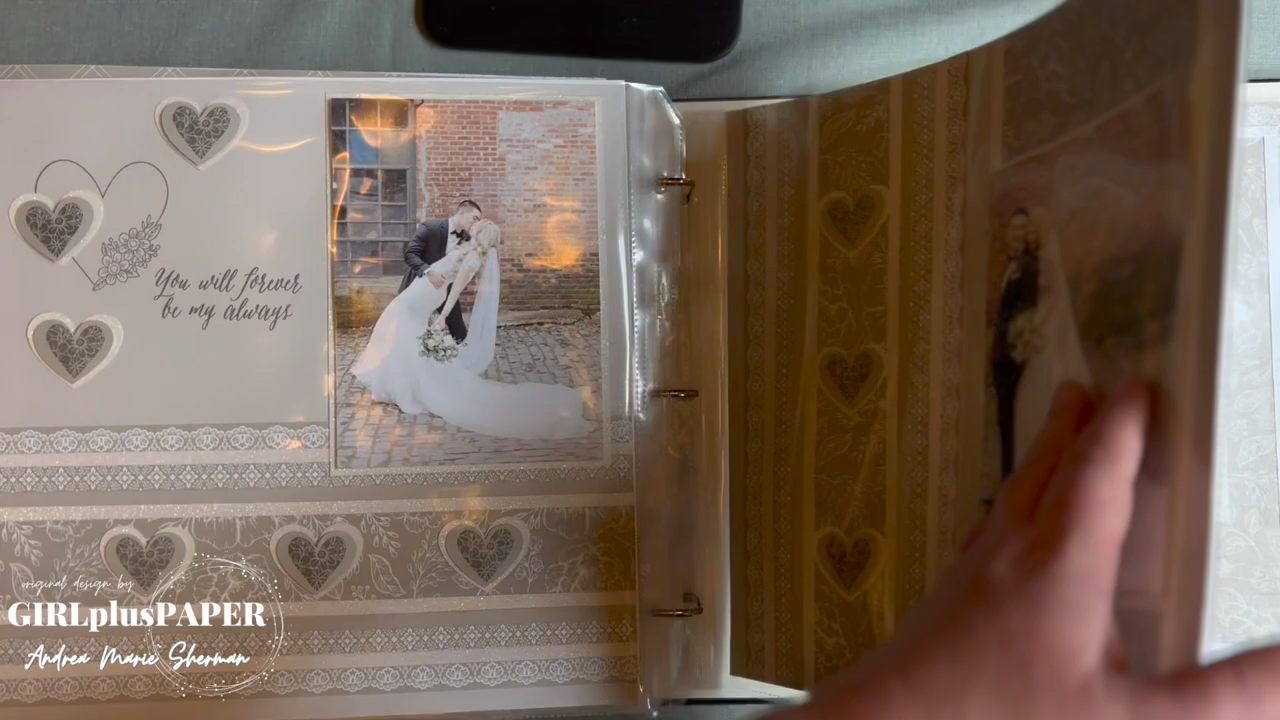 You will forever
be my always
original design by
GIRLplusPAPER
Andrea Marie Sherman